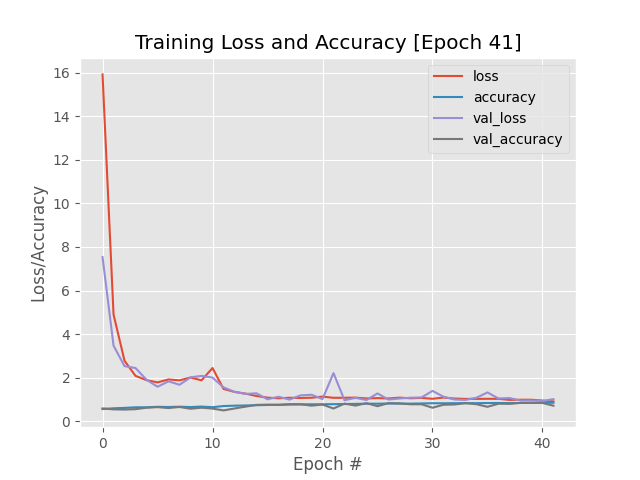 Training Loss and Accuracy [Epoch 41]
loss
accuracy
val_loss
val_accuracy
Loss/Accuracy
16
14
12
10
8
6
4
2
0
0 10 20 30 40
Epoch #